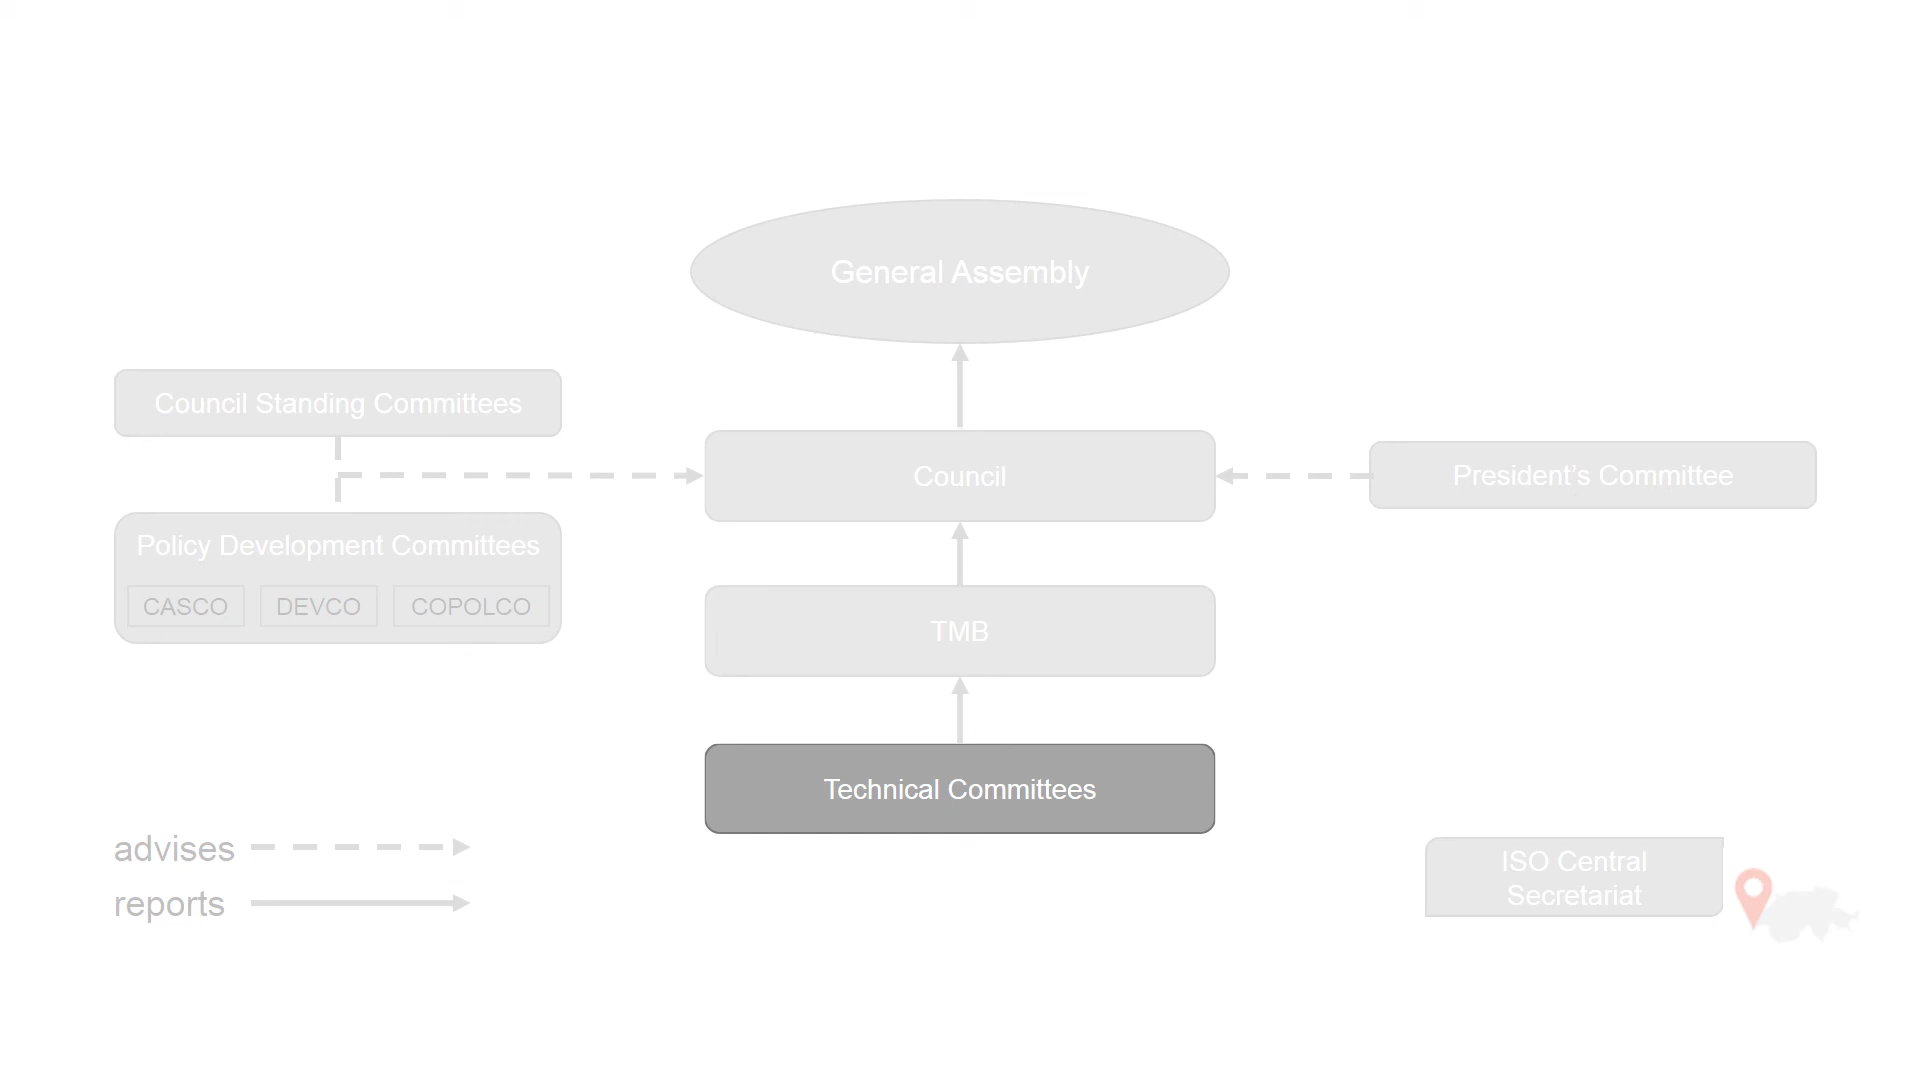 General Assembly
Council Standing Committees
Council
President’s Committee
Policy Development Committees
CASCO
DEVCO
COPOLCO
TMB
Technical Committees
advises
reports
ISO Central
Secretariat